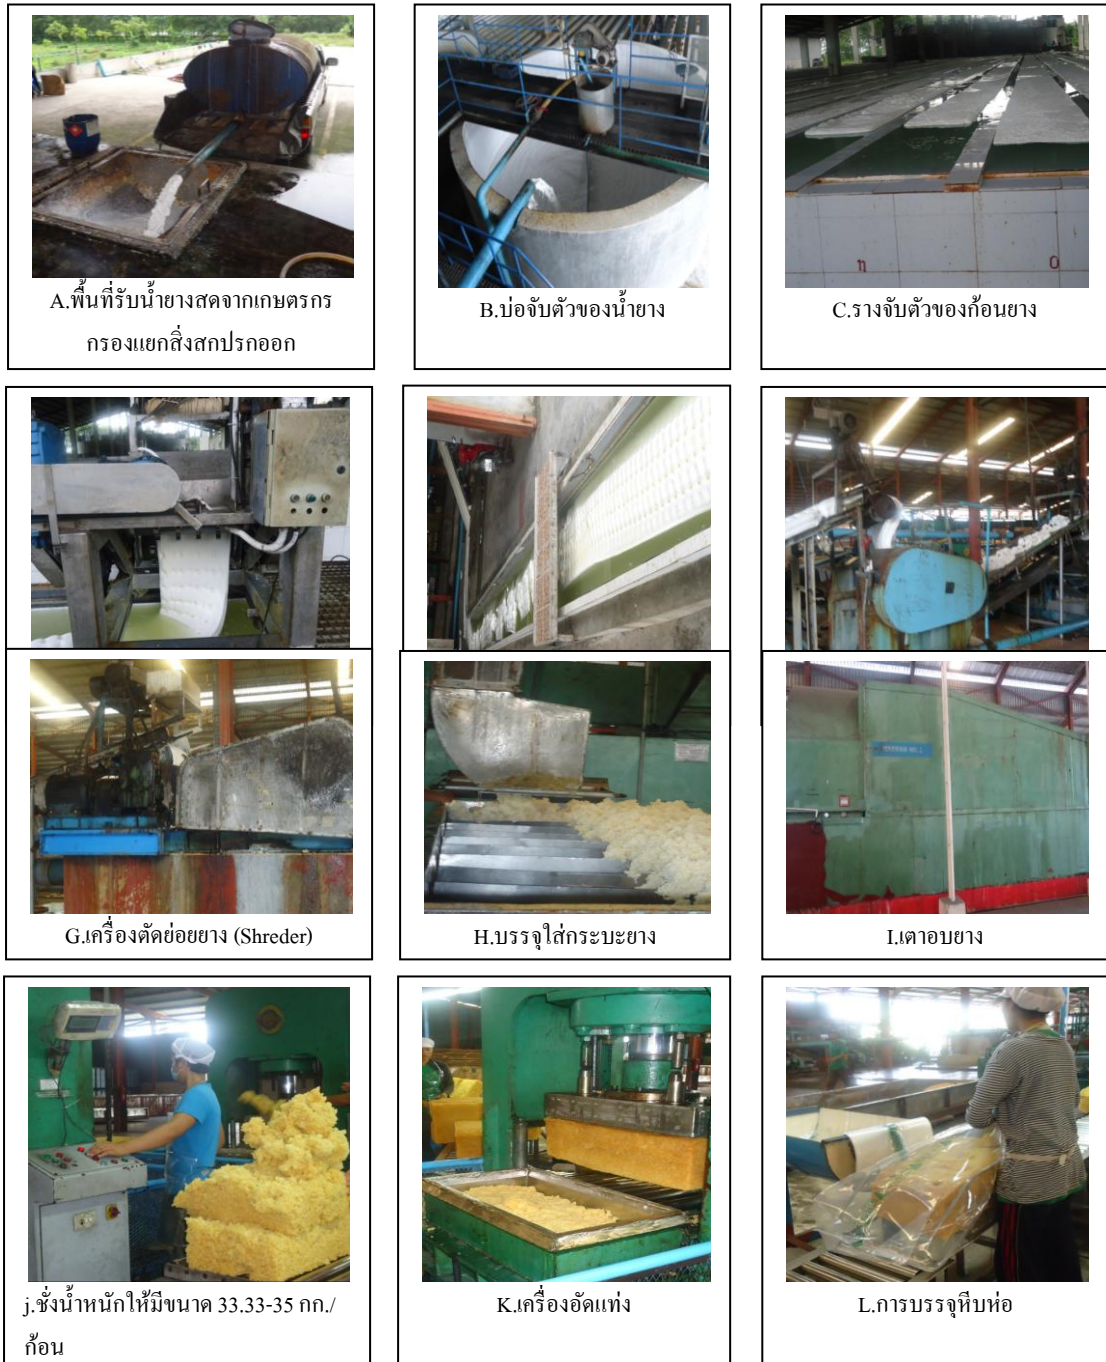 A.พื้นที่รับน้ำยางสดจากเกษตรกร
กรองแยกสิ่งสกปรกออก
B.บ่อจับตัวของน้ำยาง
C.รางจับตัวของก้อนยาง
G.เครื่องตัดย่อยยาง (Shreder)
H.บรรจุใส่กระบะยาง
I.เตาอบยาง
j.ชั่งน้ำหนักให้มีขนาด 33.33-35 กก./
ก้อน
K.เครื่องอัดแท่ง
L.การบรรจุหีบห่อ